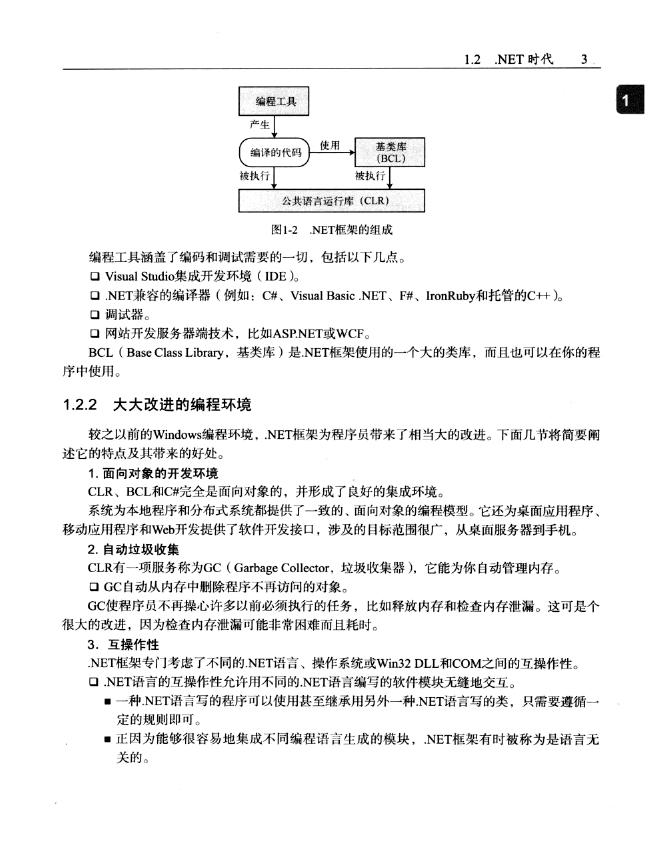 1.2 .NET 时代 3
1
编程工具
产生
编译的代码
使用
基类库
(BCL)
被执行
被执行
公共语言运行库（CLR）
图1-2 .NET框架的组成
编程工具涵盖了编码和调试需要的一切，包括以下几点。
Visual Studio集成开发环境（IDE）。
.NET兼容的编译器（例如：C#、Visual Basic .NET、F#、IronRuby和托管的C++）。
调试器。
网站开发服务器端技术，比如ASP.NET或WCF。
BCL（Base Class Library，基类库）是.NET框架使用的一个大的类库，而且也可以在你的程
序中使用。
1.2.2 大大改进的编程环境
较之以前的Windows编程环境，.NET框架为程序员带来了相当大的改进。下面几节将简要阐
述它的特点及其带来的好处。
1. 面向对象的开发环境
CLR、BCL和C#完全是面向对象的，并形成了良好的集成环境。
系统为本地程序和分布式系统都提供了一致的、面向对象的编程模型。它还为桌面应用程序、
移动应用程序和Web开发提供了软件开发接口，涉及的目标范围很广，从桌面服务器到手机。
2. 自动垃圾收集
CLR有一项服务称为GC（Garbage Collector，垃圾收集器），它能为你自动管理内存。
GC自动从内存中删除程序不再访问的对象。
GC使程序员不再操心许多以前必须执行的任务，比如释放内存和检查内存泄漏。这可是个
很大的改进，因为检查内存泄漏可能非常困难而且耗时。
3．互操作性
.NET框架专门考虑了不同的.NET语言、操作系统或Win32 DLL和COM之间的互操作性。
.NET语言的互操作性允许用不同的.NET语言编写的软件模块无缝地交互。
一种.NET语言写的程序可以使用甚至继承用另外一种.NET语言写的类，只需要遵循一
定的规则即可。
正因为能够很容易地集成不同编程语言生成的模块，.NET框架有时被称为是语言无
关的。